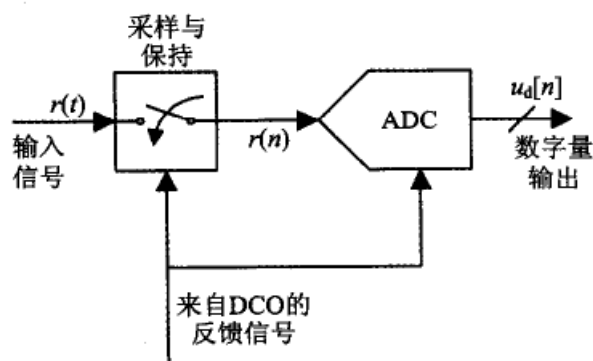 采样与
保持
r(t)
输入
信号
r(n)
ADC
u_d[n]
数字量
输出
来自DCO的
反馈信号